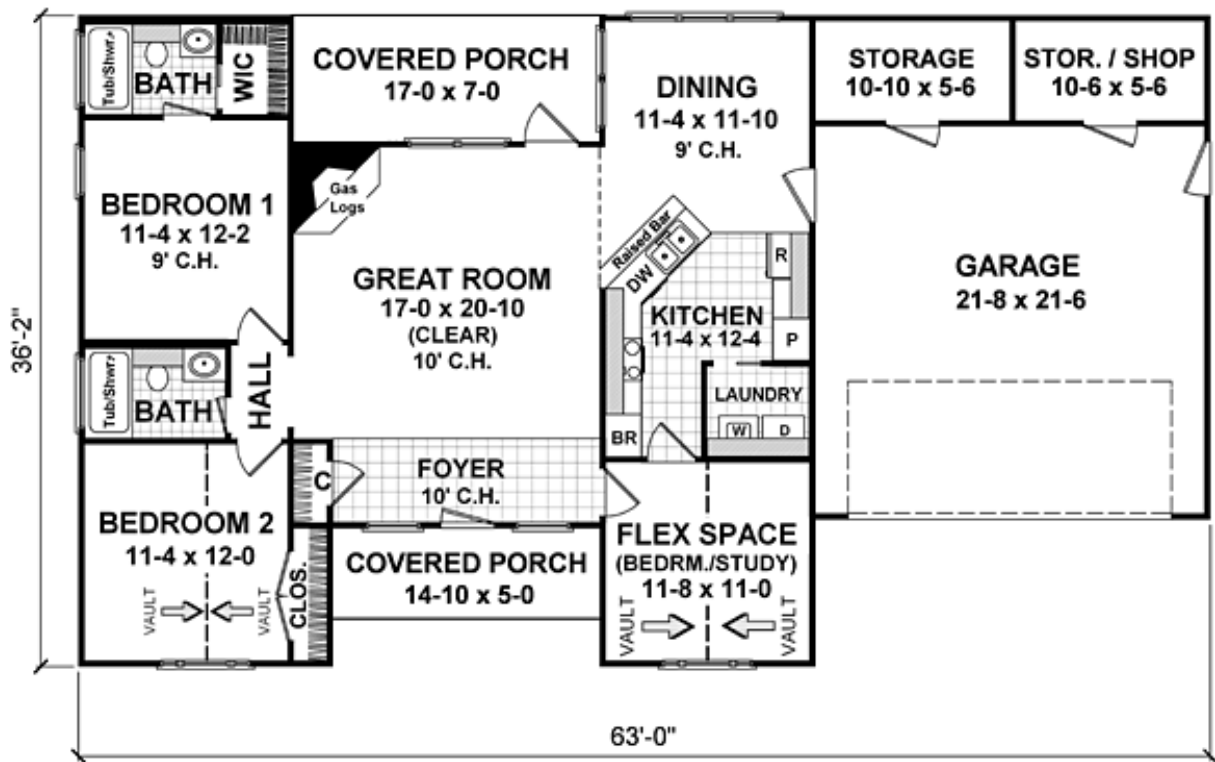 Tub/Shwr.
BATH
WIC
COVERED PORCH
17-0 x 7-0
DINING
11-4 x 11-10
9' C.H.
STORAGE
10-10 x 5-6
STOR. / SHOP
10-6 x 5-6
BEDROOM 1
11-4 x 12-2
9' C.H.
Gas
Logs
GREAT ROOM
17-0 x 20-10
(CLEAR)
10' C.H.
Raised Bar
DW
R
KITCHEN
11-4 x 12-4
P
GARAGE
21-8 x 21-6
36'-2"
Tub/Shwr.
BATH
HALL
LAUNDRY
W
D
BR
C
FOYER
10' C.H.
BEDROOM 2
11-4 x 12-0
VAULT
VAULT
CLOS.
COVERED PORCH
14-10 x 5-0
FLEX SPACE
(BEDRM./STUDY)
11-8 x 11-0
VAULT
VAULT
63'-0"